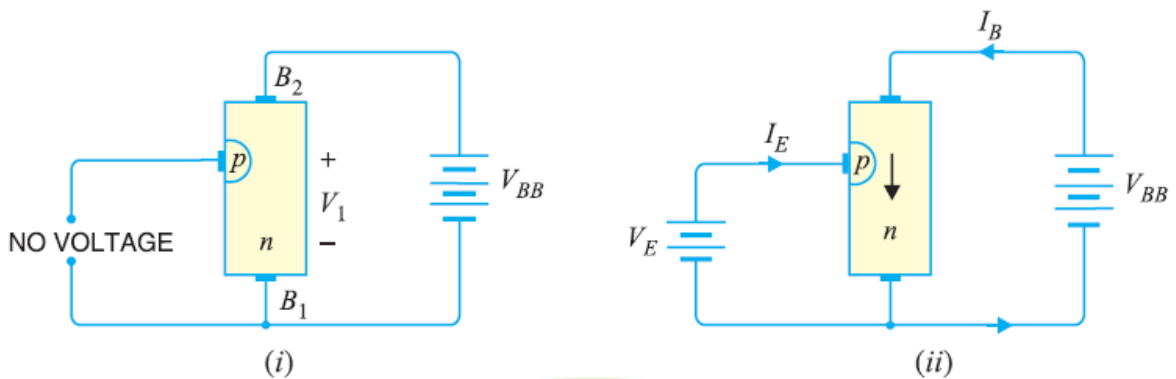 B2
p
+
V1
VBB
n
−
NO VOLTAGE
B1
(i)
IB
IE
p
VBB
VE
n
(ii)